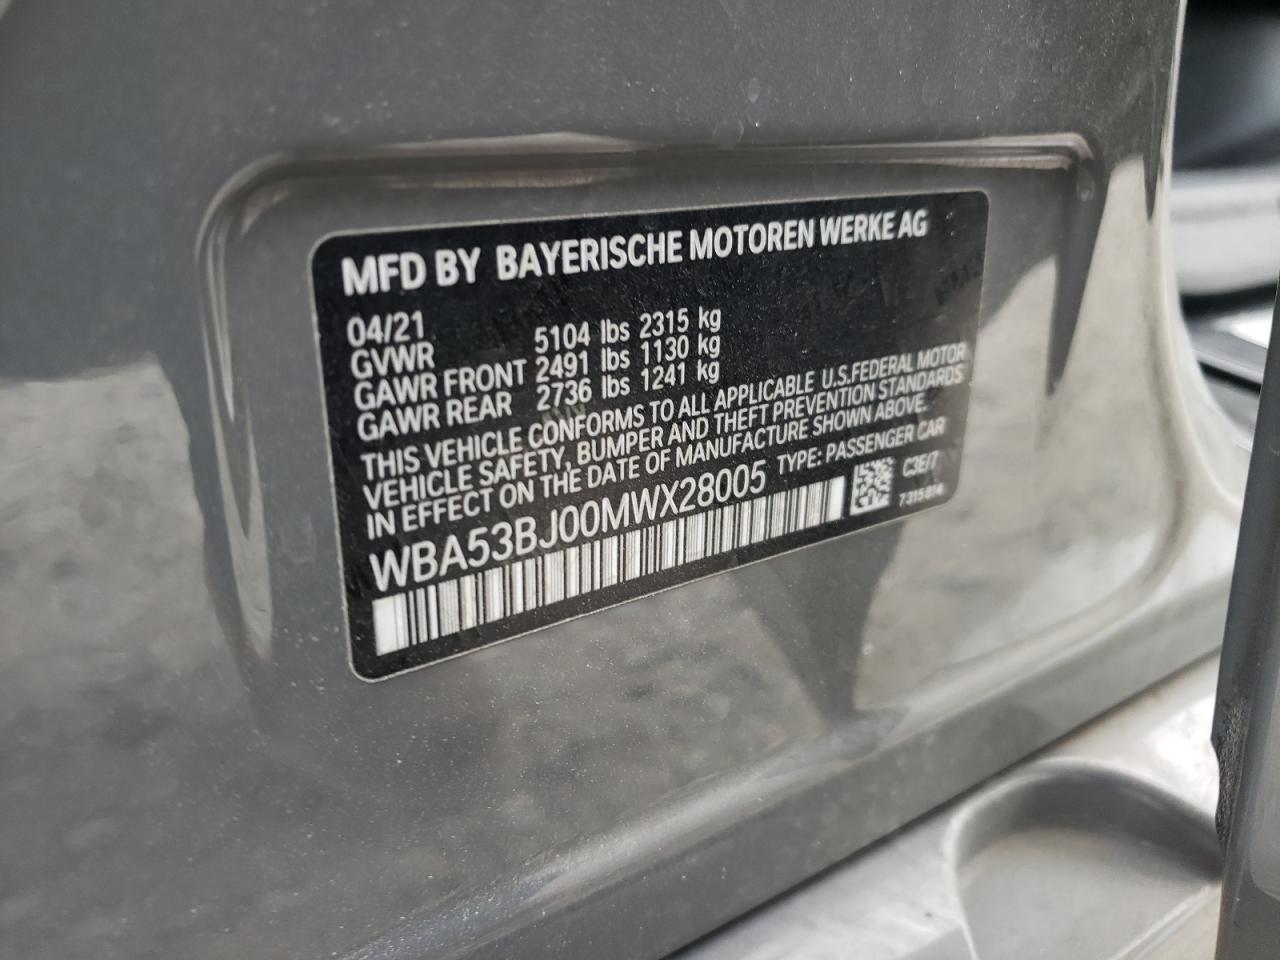 MFD BY BAYERISCHE MOTOREN WERKE AG
04/21
GVWR 5104 lbs 2315 kg
GAWR FRONT 2491 lbs 1130 kg
GAWR REAR 2736 lbs 1241 kg
THIS VEHICLE CONFORMS TO ALL APPLICABLE U.S.FEDERAL MOTOR
VEHICLE SAFETY, BUMPER AND THEFT PREVENTION STANDARDS
IN EFFECT ON THE DATE OF MANUFACTURE SHOWN ABOVE.
WBA53BJ00MWX28005 TYPE: PASSENGER CAR
C3E/7
7315814